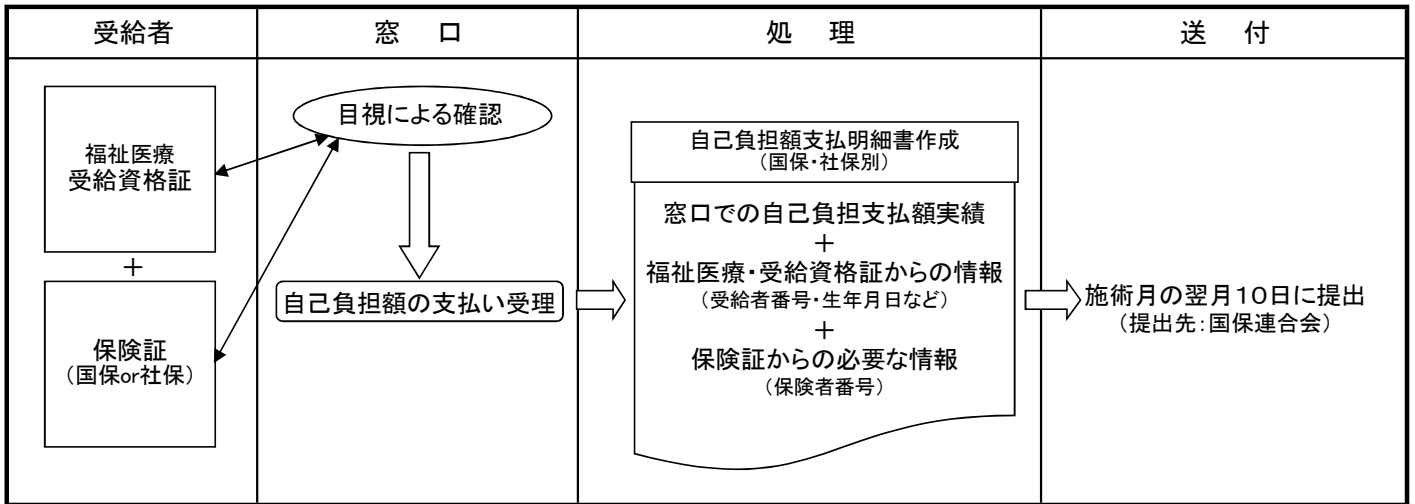 受給者
窓　口
処　理
送　付
福祉医療
受給資格証
＋
保険証
（国保or社保）
目視による確認
自己負担額の支払い受理
自己負担額支払明細書作成
（国保・社保別）
窓口での自己負担支払額実績
＋
福祉医療・受給資格証からの情報
（受給者番号・生年月日など）
＋
保険証からの必要な情報
（保険者番号）
施術月の翌月１０日に提出
（提出先：国保連合会）